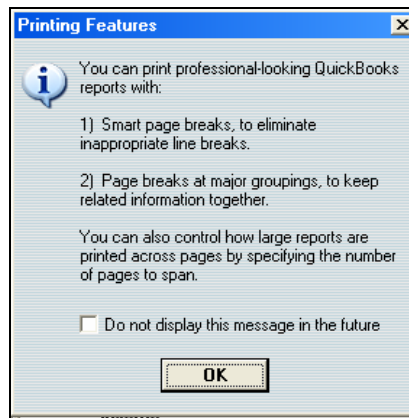 Printing Features
You can print professional-looking QuickBooks
reports with:
1) Smart page breaks, to eliminate
inappropriate line breaks.
2) Page breaks at major groupings, to keep
related information together.
You can also control how large reports are
printed across pages by specifying the number
of pages to span.
Do not display this message in the future
OK